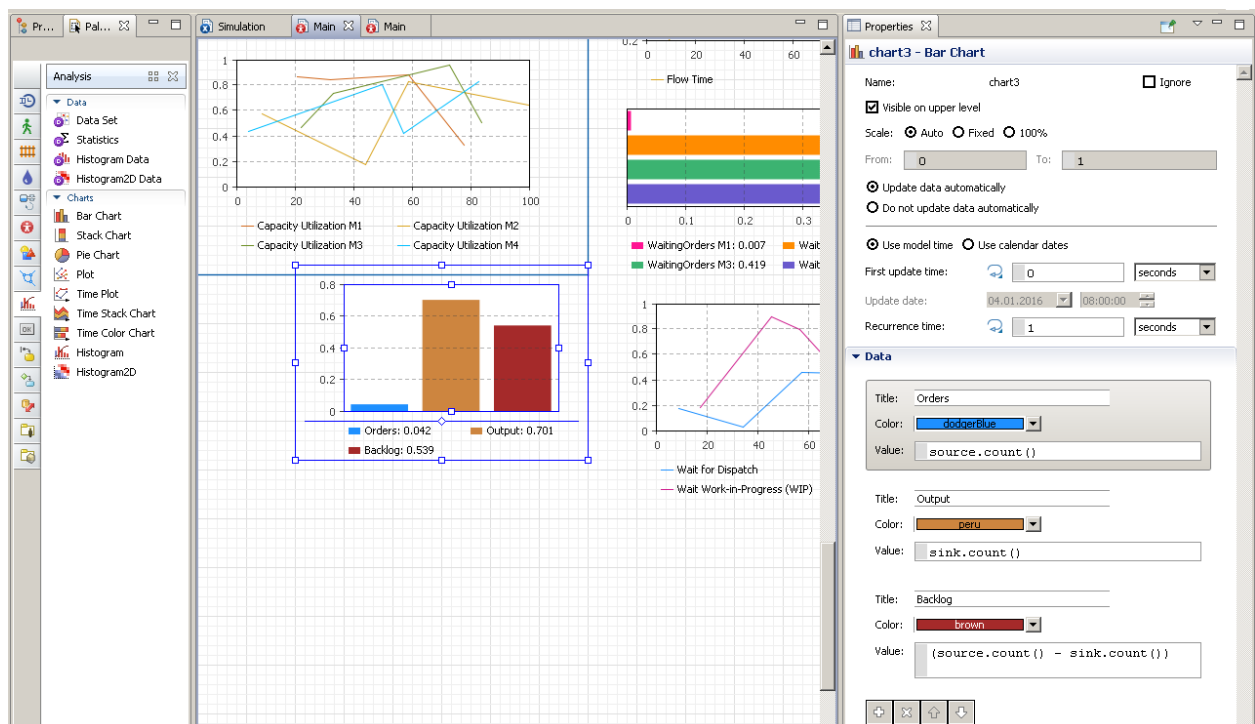 Pr...
Pal...
Simulation
Main
Main
Properties
Analysis
Data
Data Set
Statistics
Histogram Data
Histogram2D Data
Charts
Bar Chart
Stack Chart
Pie Chart
Plot
Time Plot
Time Stack Chart
Time Color Chart
Histogram
Histogram2D
OK
1
0.8
0.6
0.4
0.2
0
0 20 40 60 80 100
Capacity Utilization M1 Capacity Utilization M2
Capacity Utilization M3 Capacity Utilization M4
0.8
0.6
0.4
0.2
0
Orders: 0.042 Output: 0.701
Backlog: 0.539
0.2
0 20 40 60
Flow Time
0 0.1 0.2 0.3
WaitingOrders M1: 0.007 Wait
WaitingOrders M3: 0.419 Wait
1
0.8
0.6
0.4
0.2
0
0 20 40 60
Wait for Dispatch
Wait Work-in-Progress (WIP)
chart3 - Bar Chart
Name: chart3 Ignore
Visible on upper level
Scale: Auto Fixed 100%
From: 0 To: 1
Update data automatically
Do not update data automatically
Use model time Use calendar dates
First update time: 0 seconds
Update date: 04.01.2016 08:00:00
Recurrence time: 1 seconds
Data
Title: Orders
Color: dodgerBlue
Value: source.count()
Title: Output
Color: peru
Value: sink.count()
Title: Backlog
Color: brown
Value: (source.count() - sink.count())